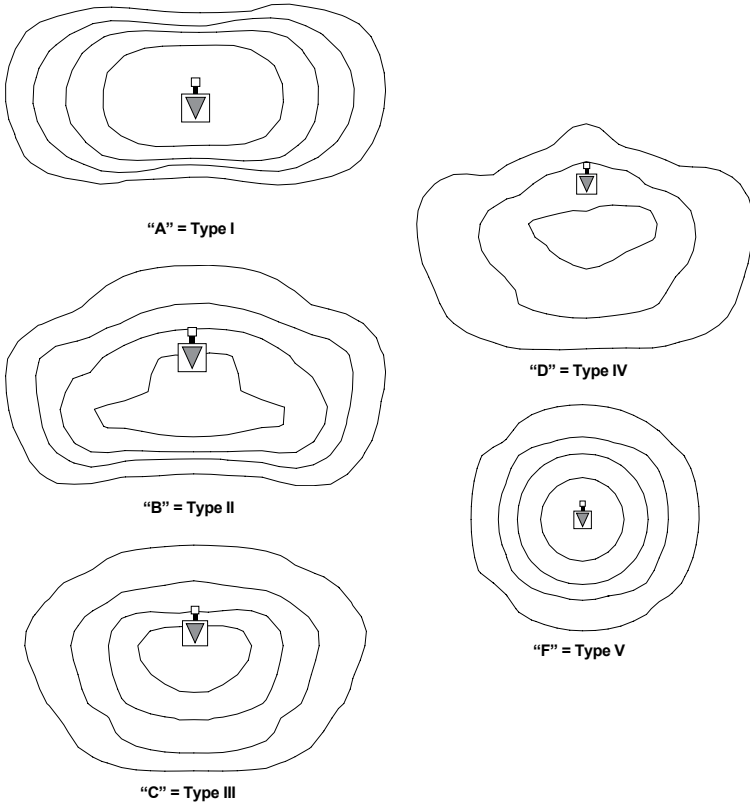 “A” = Type I
“B” = Type II
“C” = Type III
“D” = Type IV
“F” = Type V